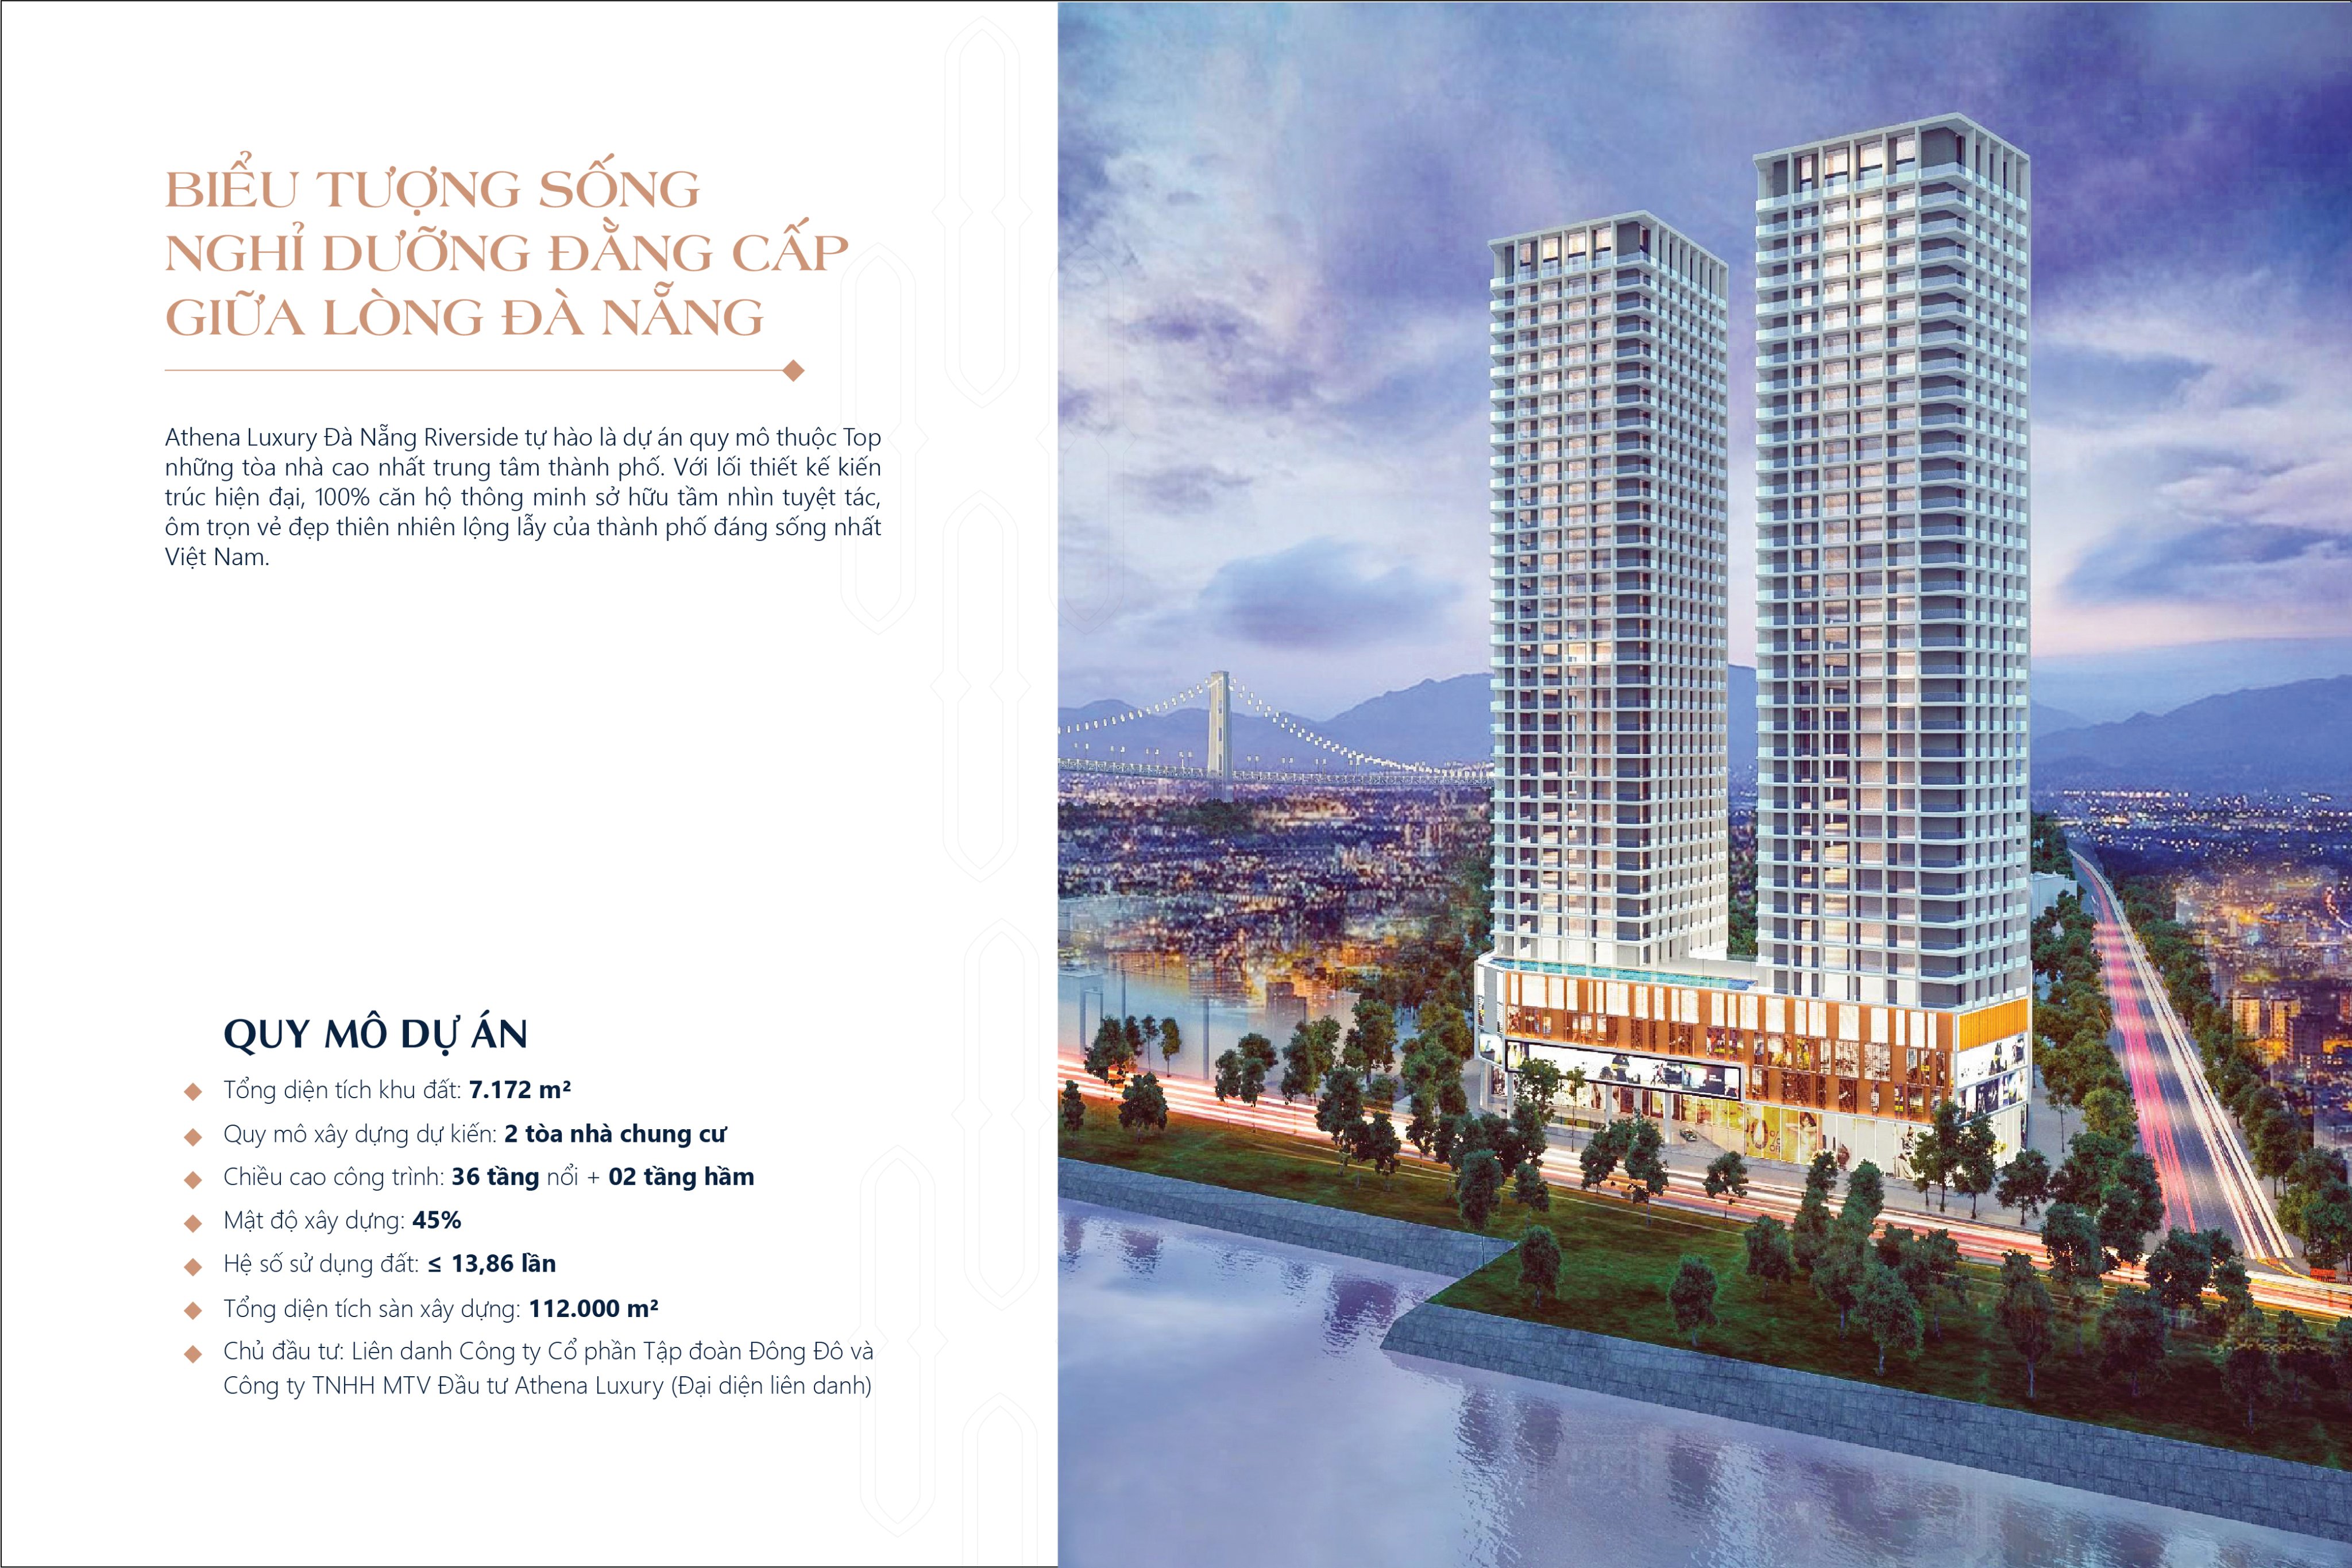 BIỂU TƯỢNG SỐNG
NGHỈ DƯỠNG ĐẰNG CẤP
GIỮA LÒNG ĐÀ NẴNG
Athena Luxury Đà Nẵng Riverside tự hào là dự án quy mô thuộc Top
những tòa nhà cao nhất trung tâm thành phố. Với lối thiết kế kiến
trúc hiện đại, 100% căn hộ thông minh sở hữu tầm nhìn tuyệt tác,
ôm trọn vẻ đẹp thiên nhiên lộng lẫy của thành phố đáng sống nhất
Việt Nam.
QUY MÔ DỰ ÁN
Tổng diện tích khu đất: 7.172 m²
Quy mô xây dựng dự kiến: 2 tòa nhà chung cư
Chiều cao công trình: 36 tầng nổi + 02 tầng hầm
Mật độ xây dựng: 45%
Hệ số sử dụng đất: ≤ 13,86 lần
Tổng diện tích sàn xây dựng: 112.000 m²
Chủ đầu tư: Liên danh Công ty Cổ phần Tập đoàn Đông Đô và
Công ty TNHH MTV Đầu tư Athena Luxury (Đại diện liên danh)